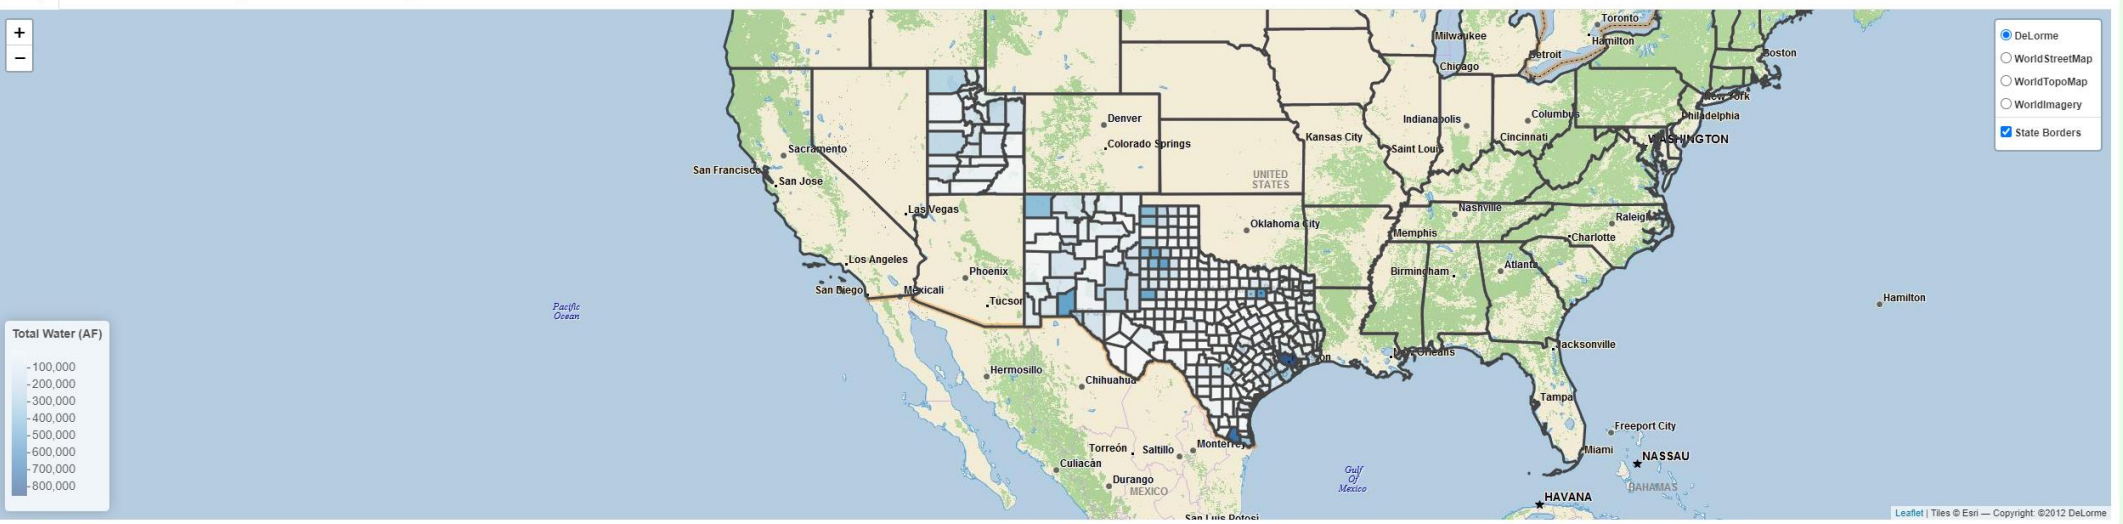 +
−
Toronto
Hamilton
Milwaukee
Detroit
Chicago
Boston
New York
Philadelphia
Denver
Colorado Springs
Indianapolis
Columbus
Cincinnati
Kansas City
Saint Louis
WASHINGTON
Sacramento
San Francisco
San Jose
UNITED
STATES
Las Vegas
Oklahoma City
Nashville
Raleigh
Memphis
Charlotte
Los Angeles
Phoenix
Birmingham
Atlanta
San Diego
Mexicali
Tucson
Hamilton
Pacific
Ocean
Jacksonville
New Orleans
on
Hermosillo
Chihuahua
Tampa
Freeport City
Monterrey
Torreón
Saltillo
Miami
NASSAU
Culiacán
Durango
MEXICO
Gulf
Of
Mexico
BAHAMAS
HAVANA
San Luis Potosí
DeLorme
WorldStreetMap
WorldTopoMap
WorldImagery
State Borders
Total Water (AF)
100,000
200,000
300,000
400,000
500,000
600,000
700,000
800,000
Leaflet | Tiles © Esri — Copyright: ©2012 DeLorme